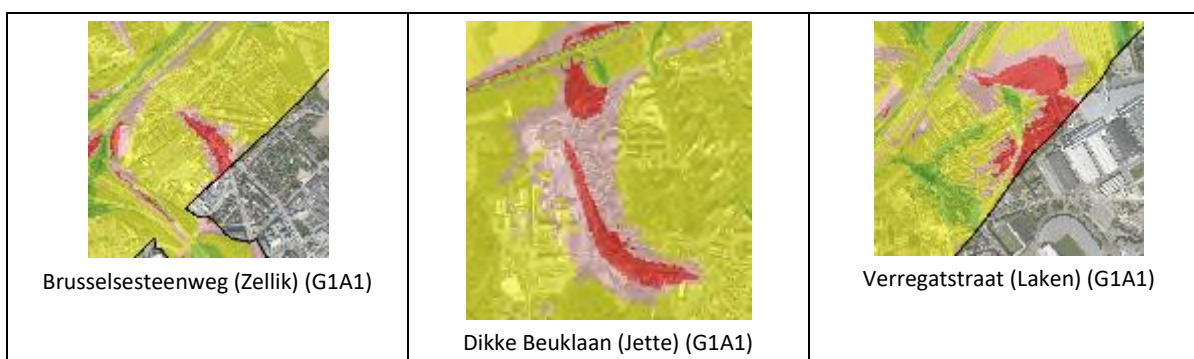 Brusselsesteenweg (Zellik) (G1A1)
Dikke Beuklaan (Jette) (G1A1)
Verregatstraat (Laken) (G1A1)